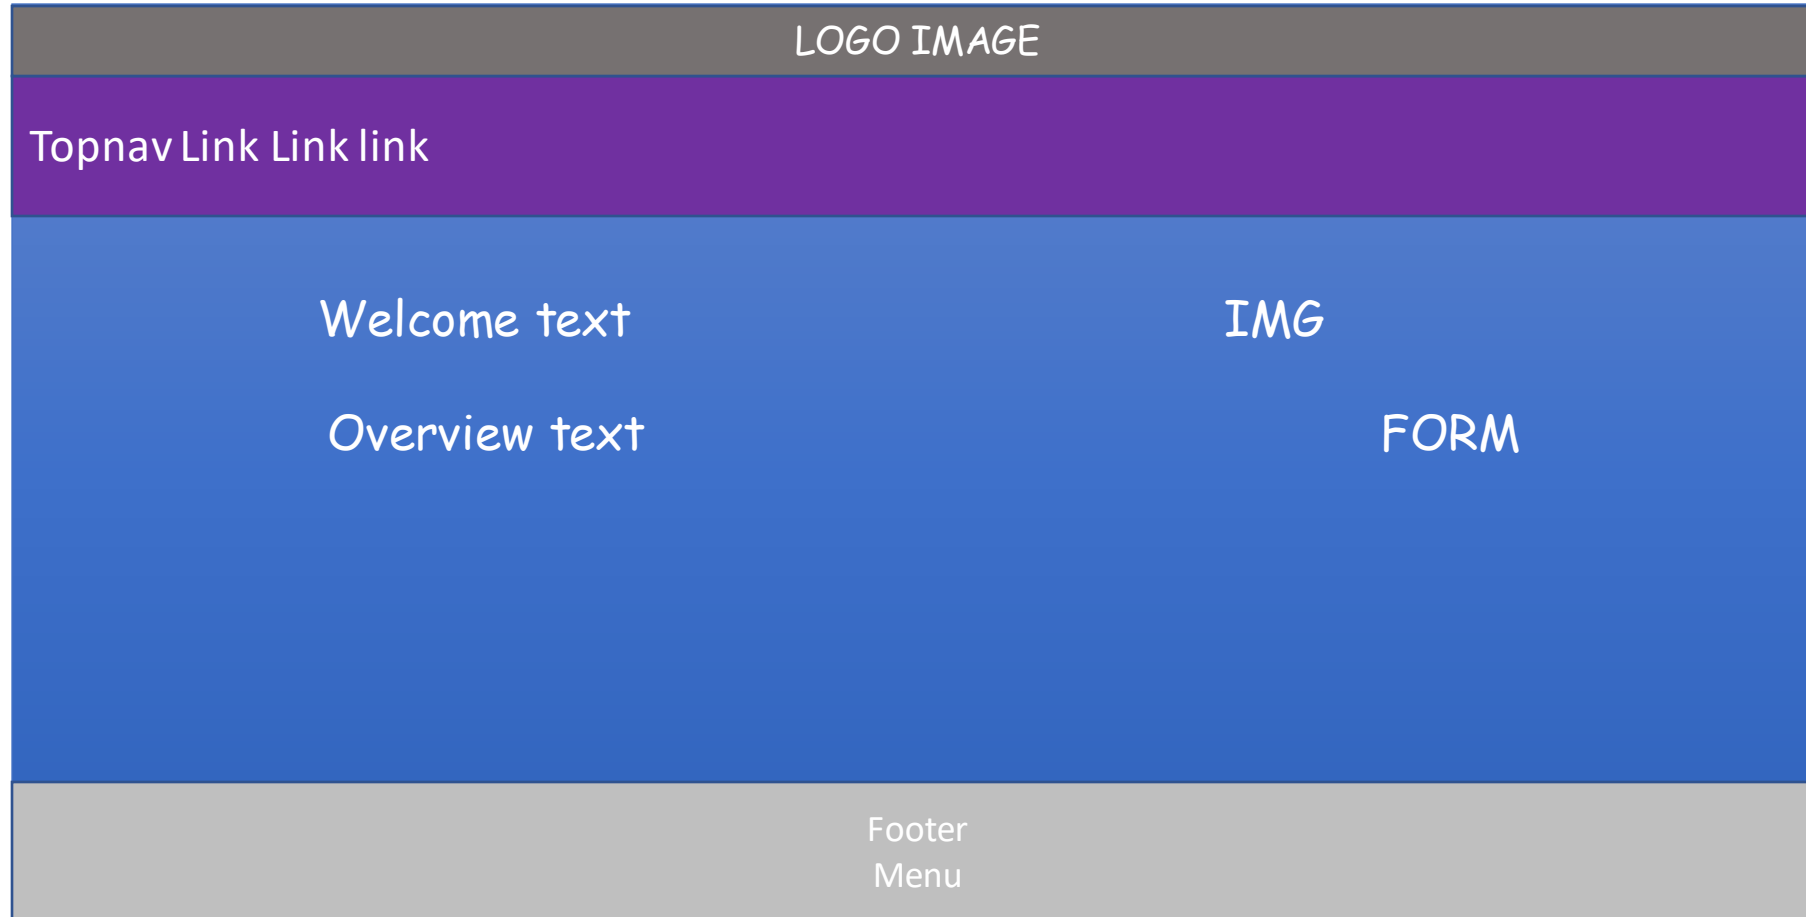 LOGO IMAGE
Topnav Link Link link
Welcome text
IMG
Overview text
FORM
Footer
Menu